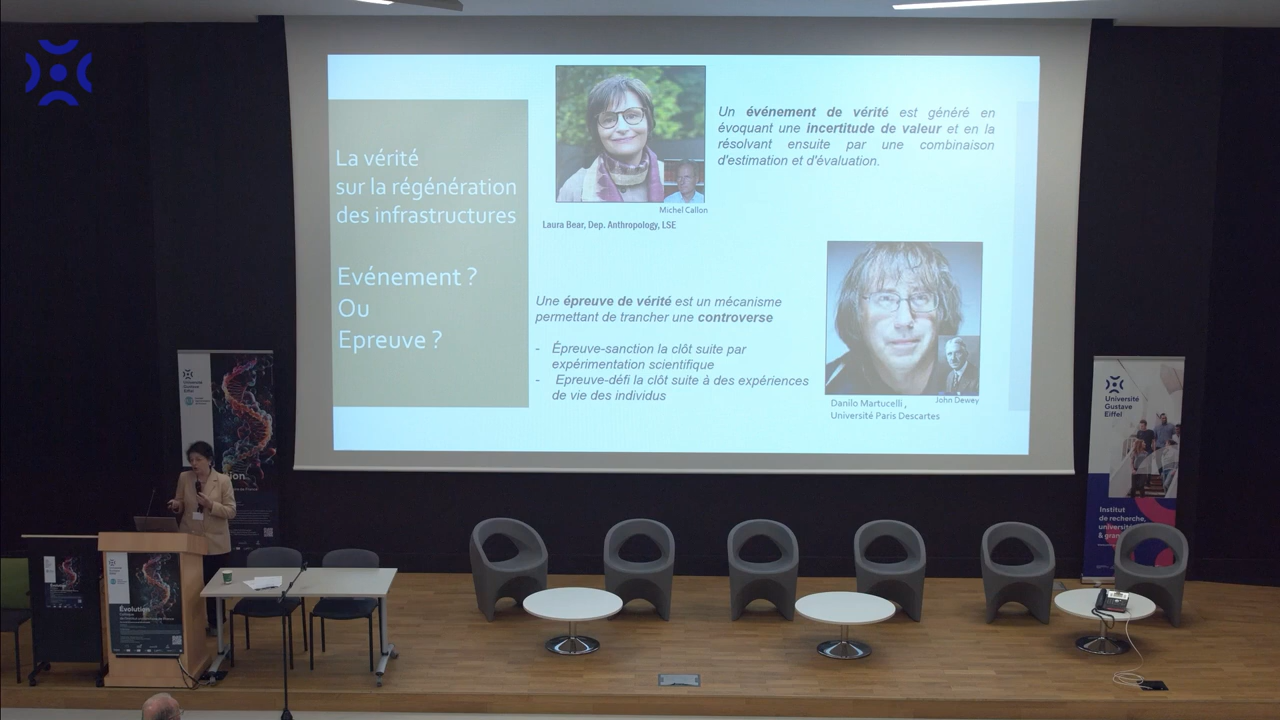 La vérité
sur la régénération
des infrastructures
Evénement ?
Ou
Epreuve ?
Michel Callon
Laura Bear, Dep. Anthropology, LSE
Un événement de vérité est généré en
évoquant une incertitude de valeur et en la
résolvant ensuite par une combinaison
d'estimation et d'évaluation.
Une épreuve de vérité est un mécanisme
permettant de trancher une controverse
- Épreuve-sanction la clôt suite par
expérimentation scientifique
- Epreuve-défi la clôt suite à des expériences
de vie des individus
John Dewey
Danilo Martucelli ,
Université Paris Descartes
Université
Gustave
Eiffel
Évolution
Université
Gustave
Eiffel
Institut
de recherche,